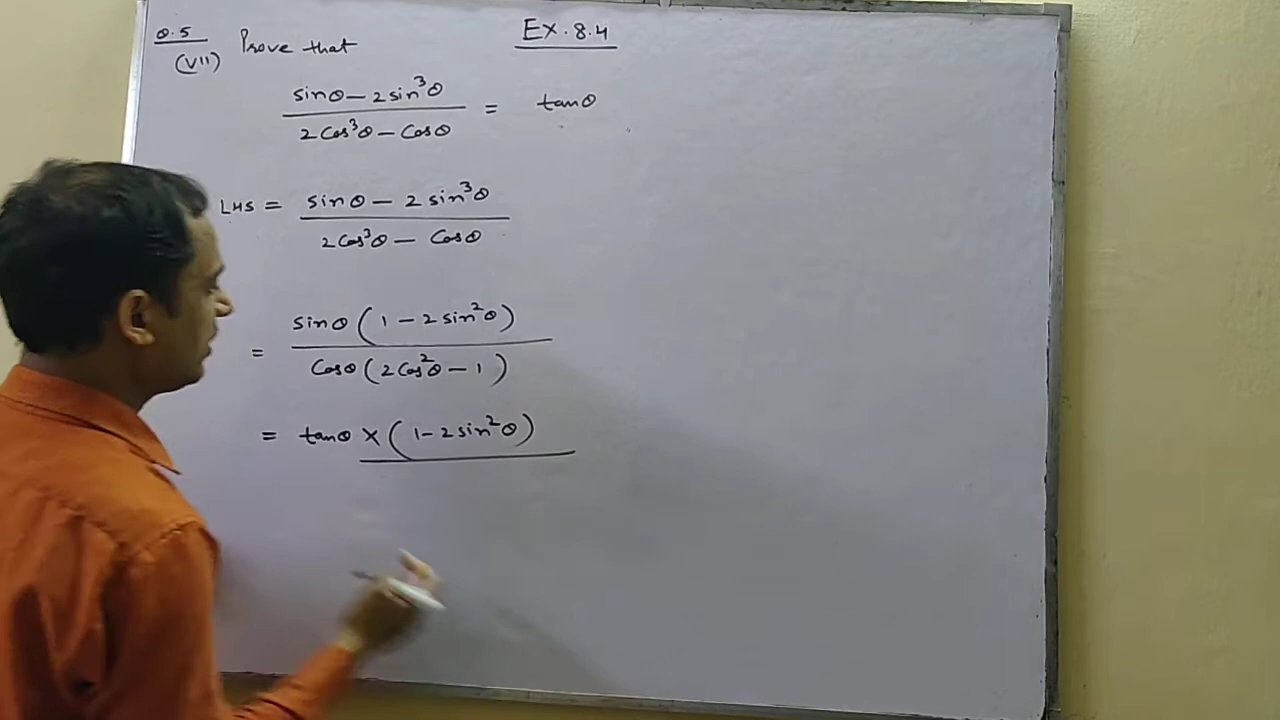 Q.5 Ex.8.4
(VII) Prove that
sinθ - 2sin³θ / 2Cos³θ - Cosθ = tanθ
LHS = sinθ - 2sin³θ / 2Cos³θ - Cosθ
= sinθ(1 - 2sin²θ) / Cosθ(2Cos²θ - 1)
= tanθ × (1 - 2sin²θ)